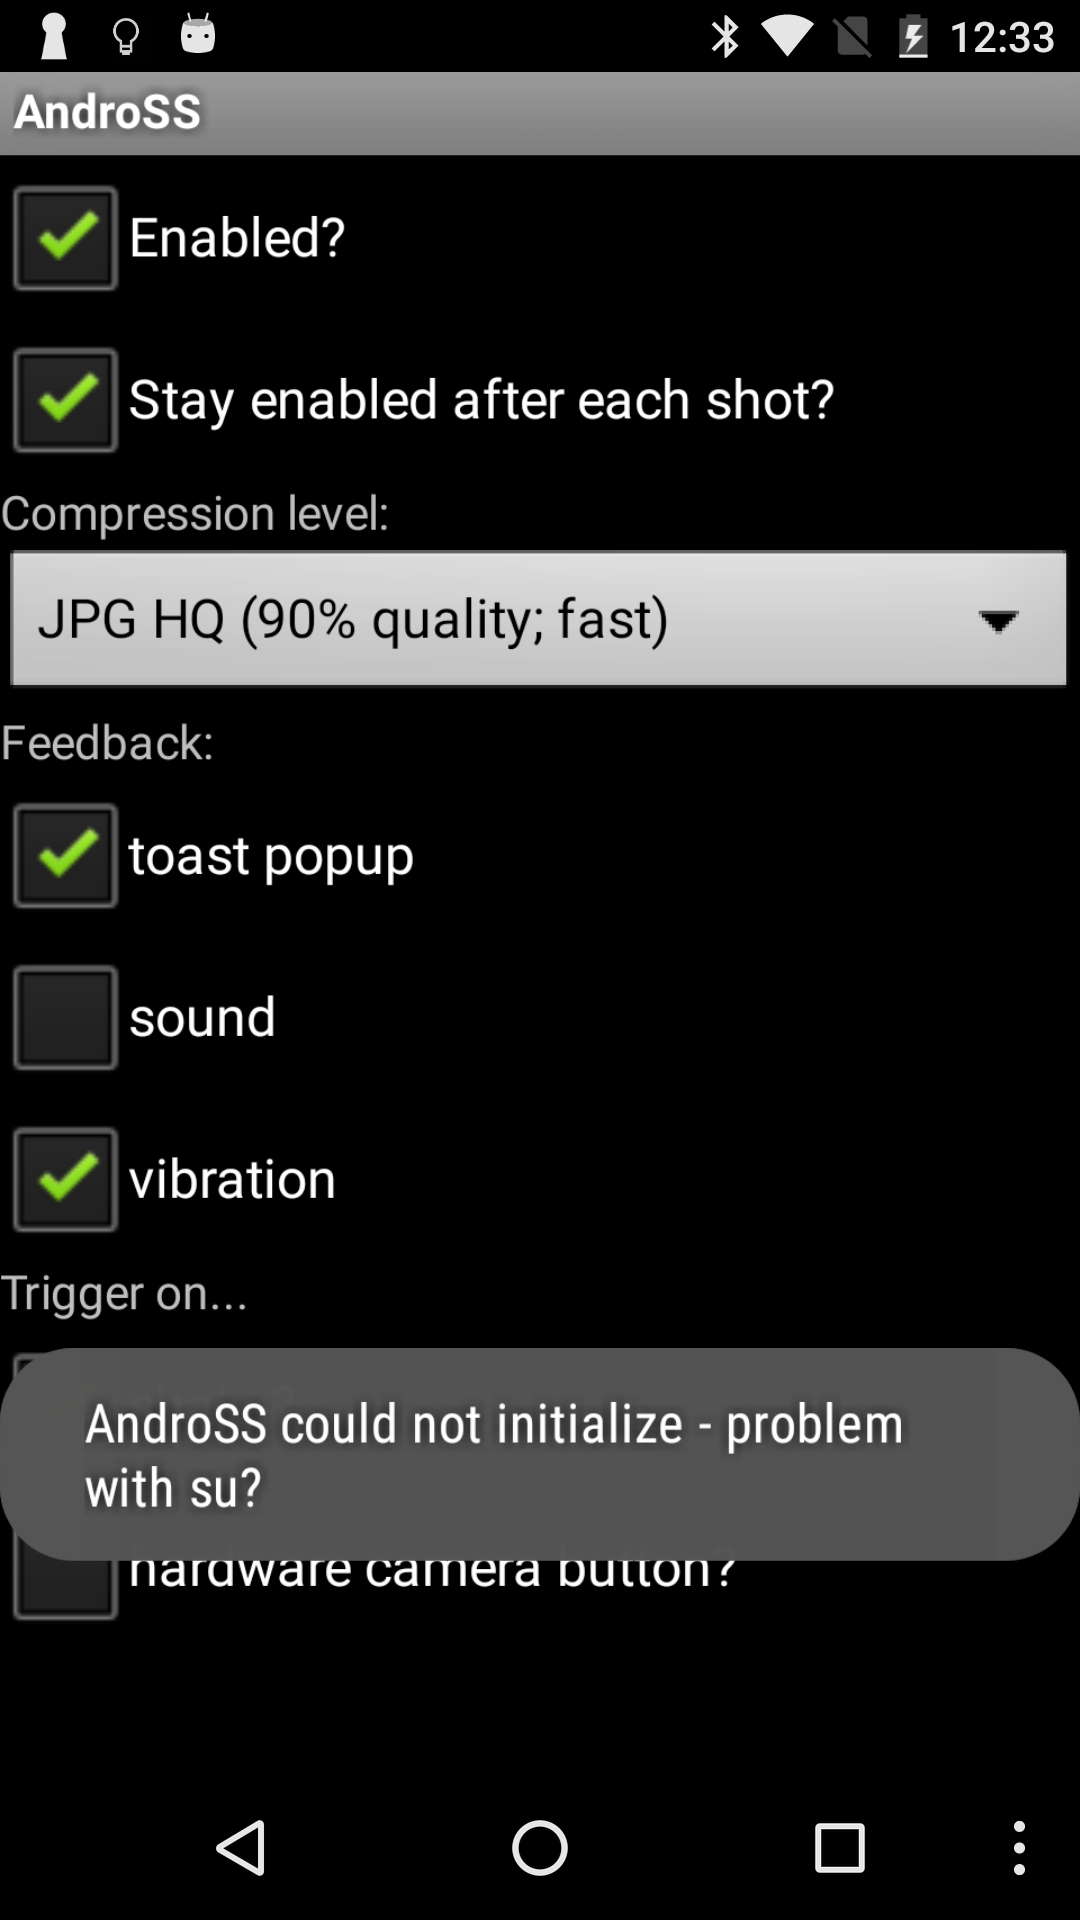 12:33
AndroSS
Enabled?
Stay enabled after each shot?
Compression level:
JPG HQ (90% quality; fast)
Feedback:
toast popup
sound
vibration
Trigger on...
AndroSS could not initialize - problem
with su?
hardware camera button?